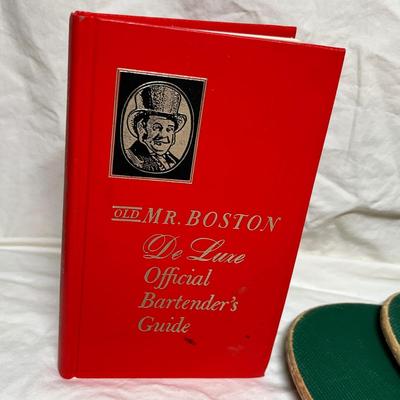 OLD MR. BOSTON
De Luxe
Official
Bartender's
Guide